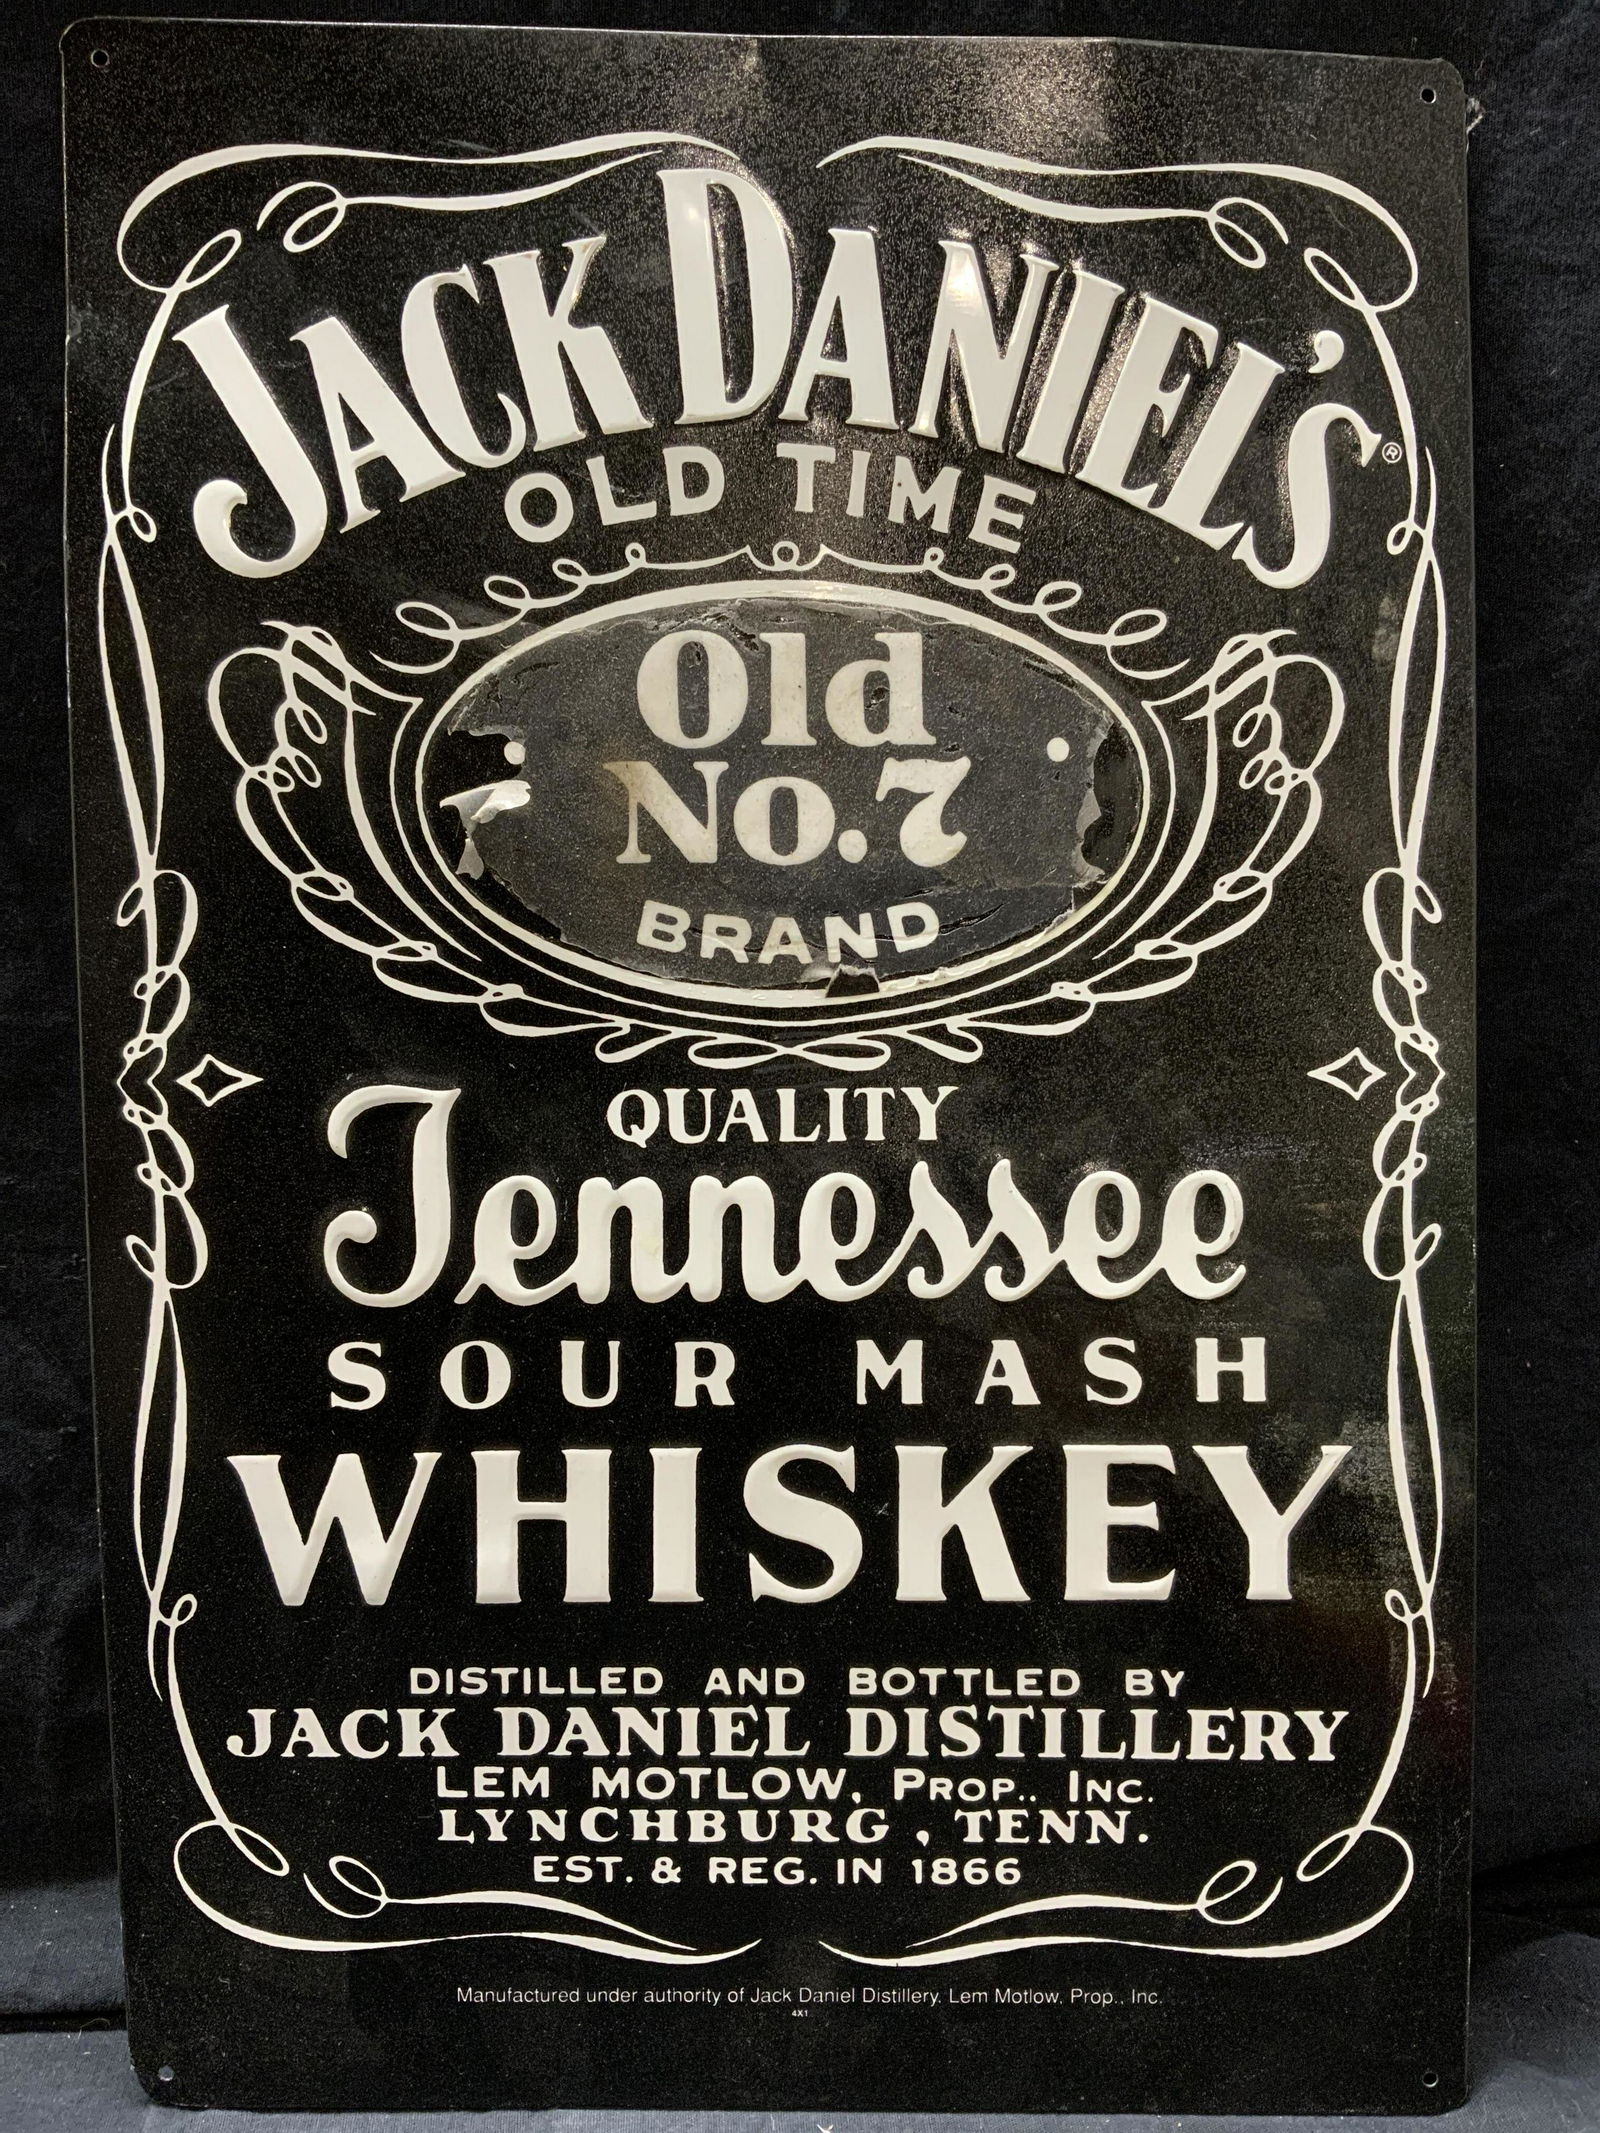 JACK DANIEL'S ®
OLD TIME
Old
No.7
BRAND
QUALITY
Tennessee
SOUR MASH
WHISKEY
DISTILLED AND BOTTLED BY
JACK DANIEL DISTILLERY
LEM MOTLOW, PROP., INC.
LYNCHBURG, TENN.
EST. & REG. IN 1866
Manufactured under authority of Jack Daniel Distillery, Lem Motlow, Prop., Inc.
4X1